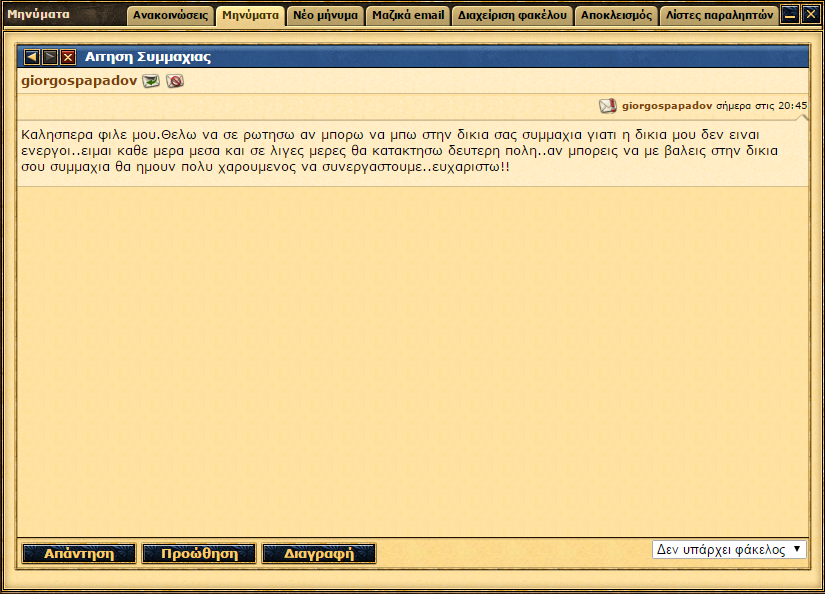 Μηνύματα
Ανακοινώσεις Μηνύματα Νέο μήνυμα Μαζικά email Διαχείριση φακέλου Αποκλεισμός Λίστες παραληπτών
Αιτηση Συμμαχιας
giorgospapadov
giorgospapadov σήμερα στις 20:45
Καλησπερα φιλε μου.Θελω να σε ρωτησω αν μπορω να μπω στην δικια σας συμμαχια γιατι η δικια μου δεν ειναι
ενεργοι..ειμαι καθε μερα μεσα και σε λιγες μερες θα κατακτησω δευτερη πολη..αν μπορεις να με βαλεις στην δικια
σου συμμαχια θα ημουν πολυ χαρουμενος να συνεργαστουμε..ευχαριστω!!
Απάντηση Προώθηση Διαγραφή Δεν υπάρχει φάκελος